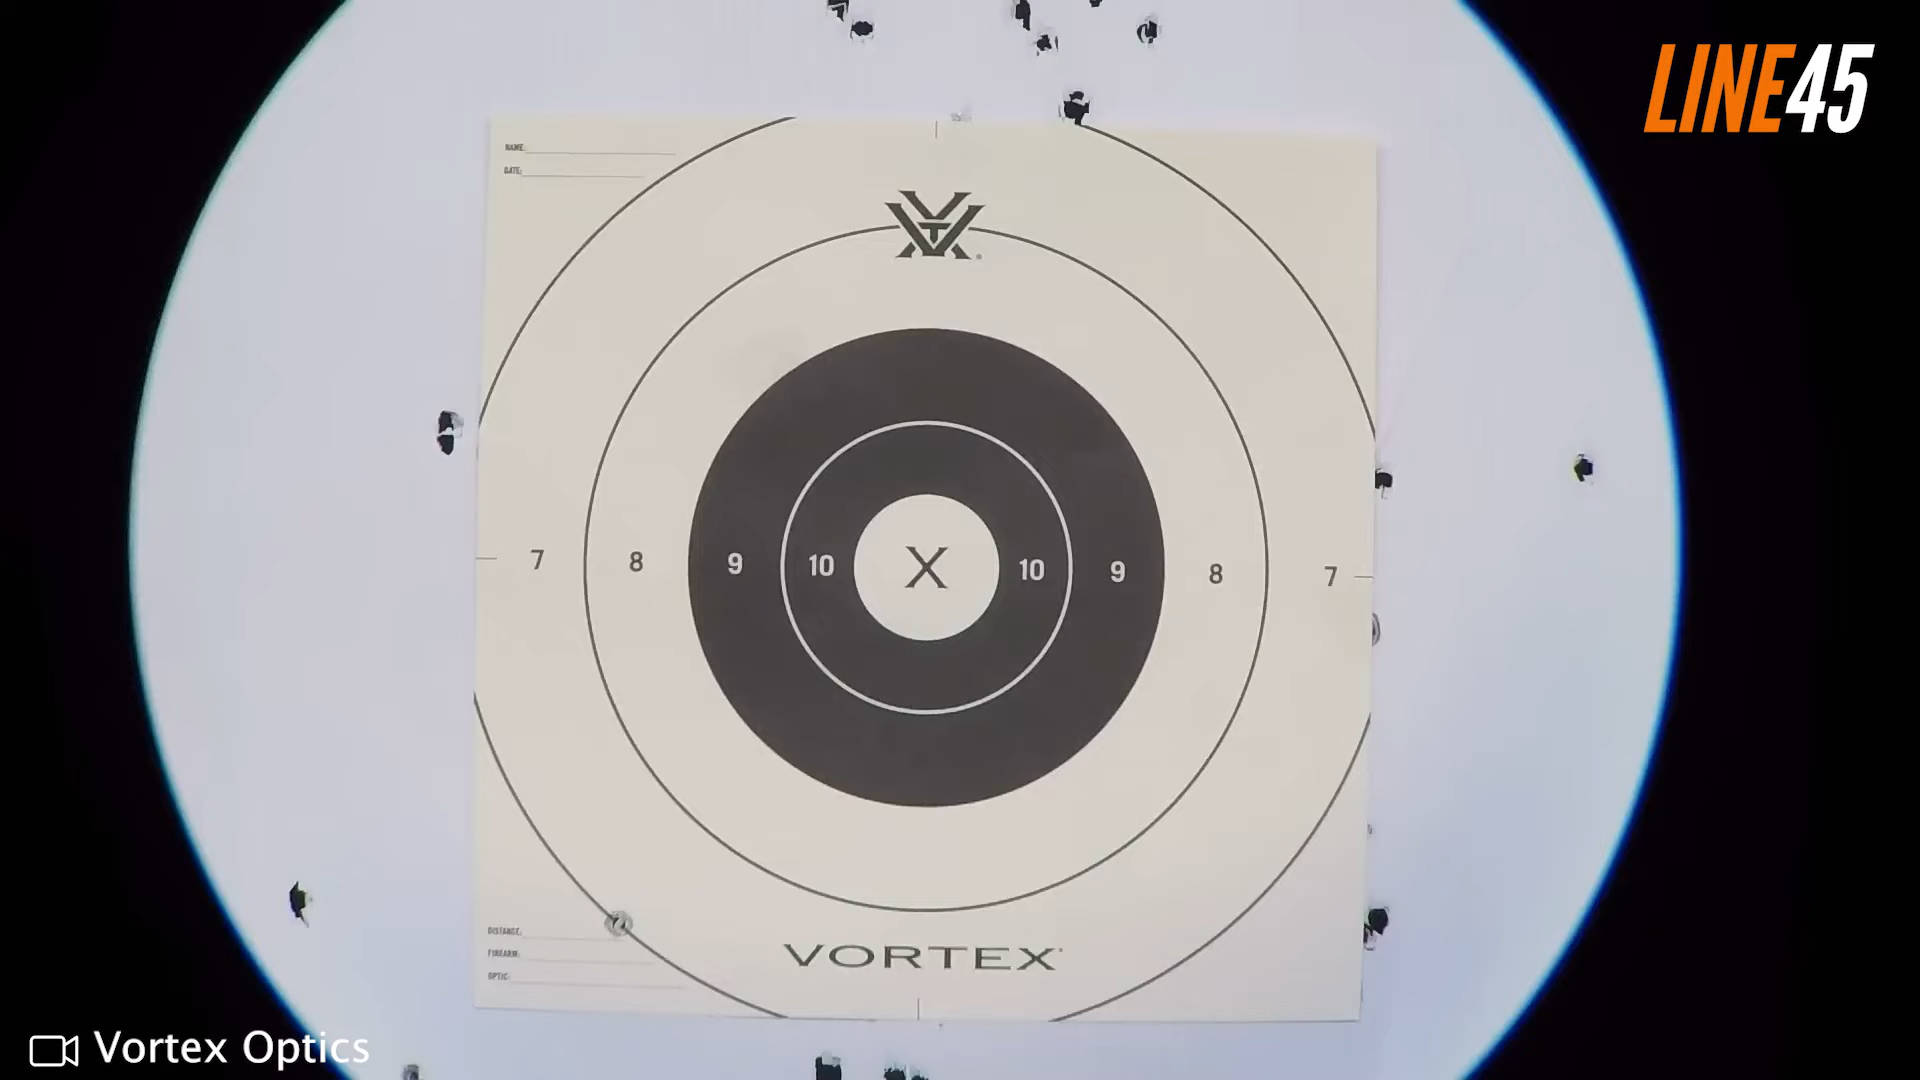 LINE45
NAME:
DATE:
7 8 9 10 X 10 9 8 7
DISTANCE:
FIREARM:
OPTIC:
VORTEX
Vortex Optics